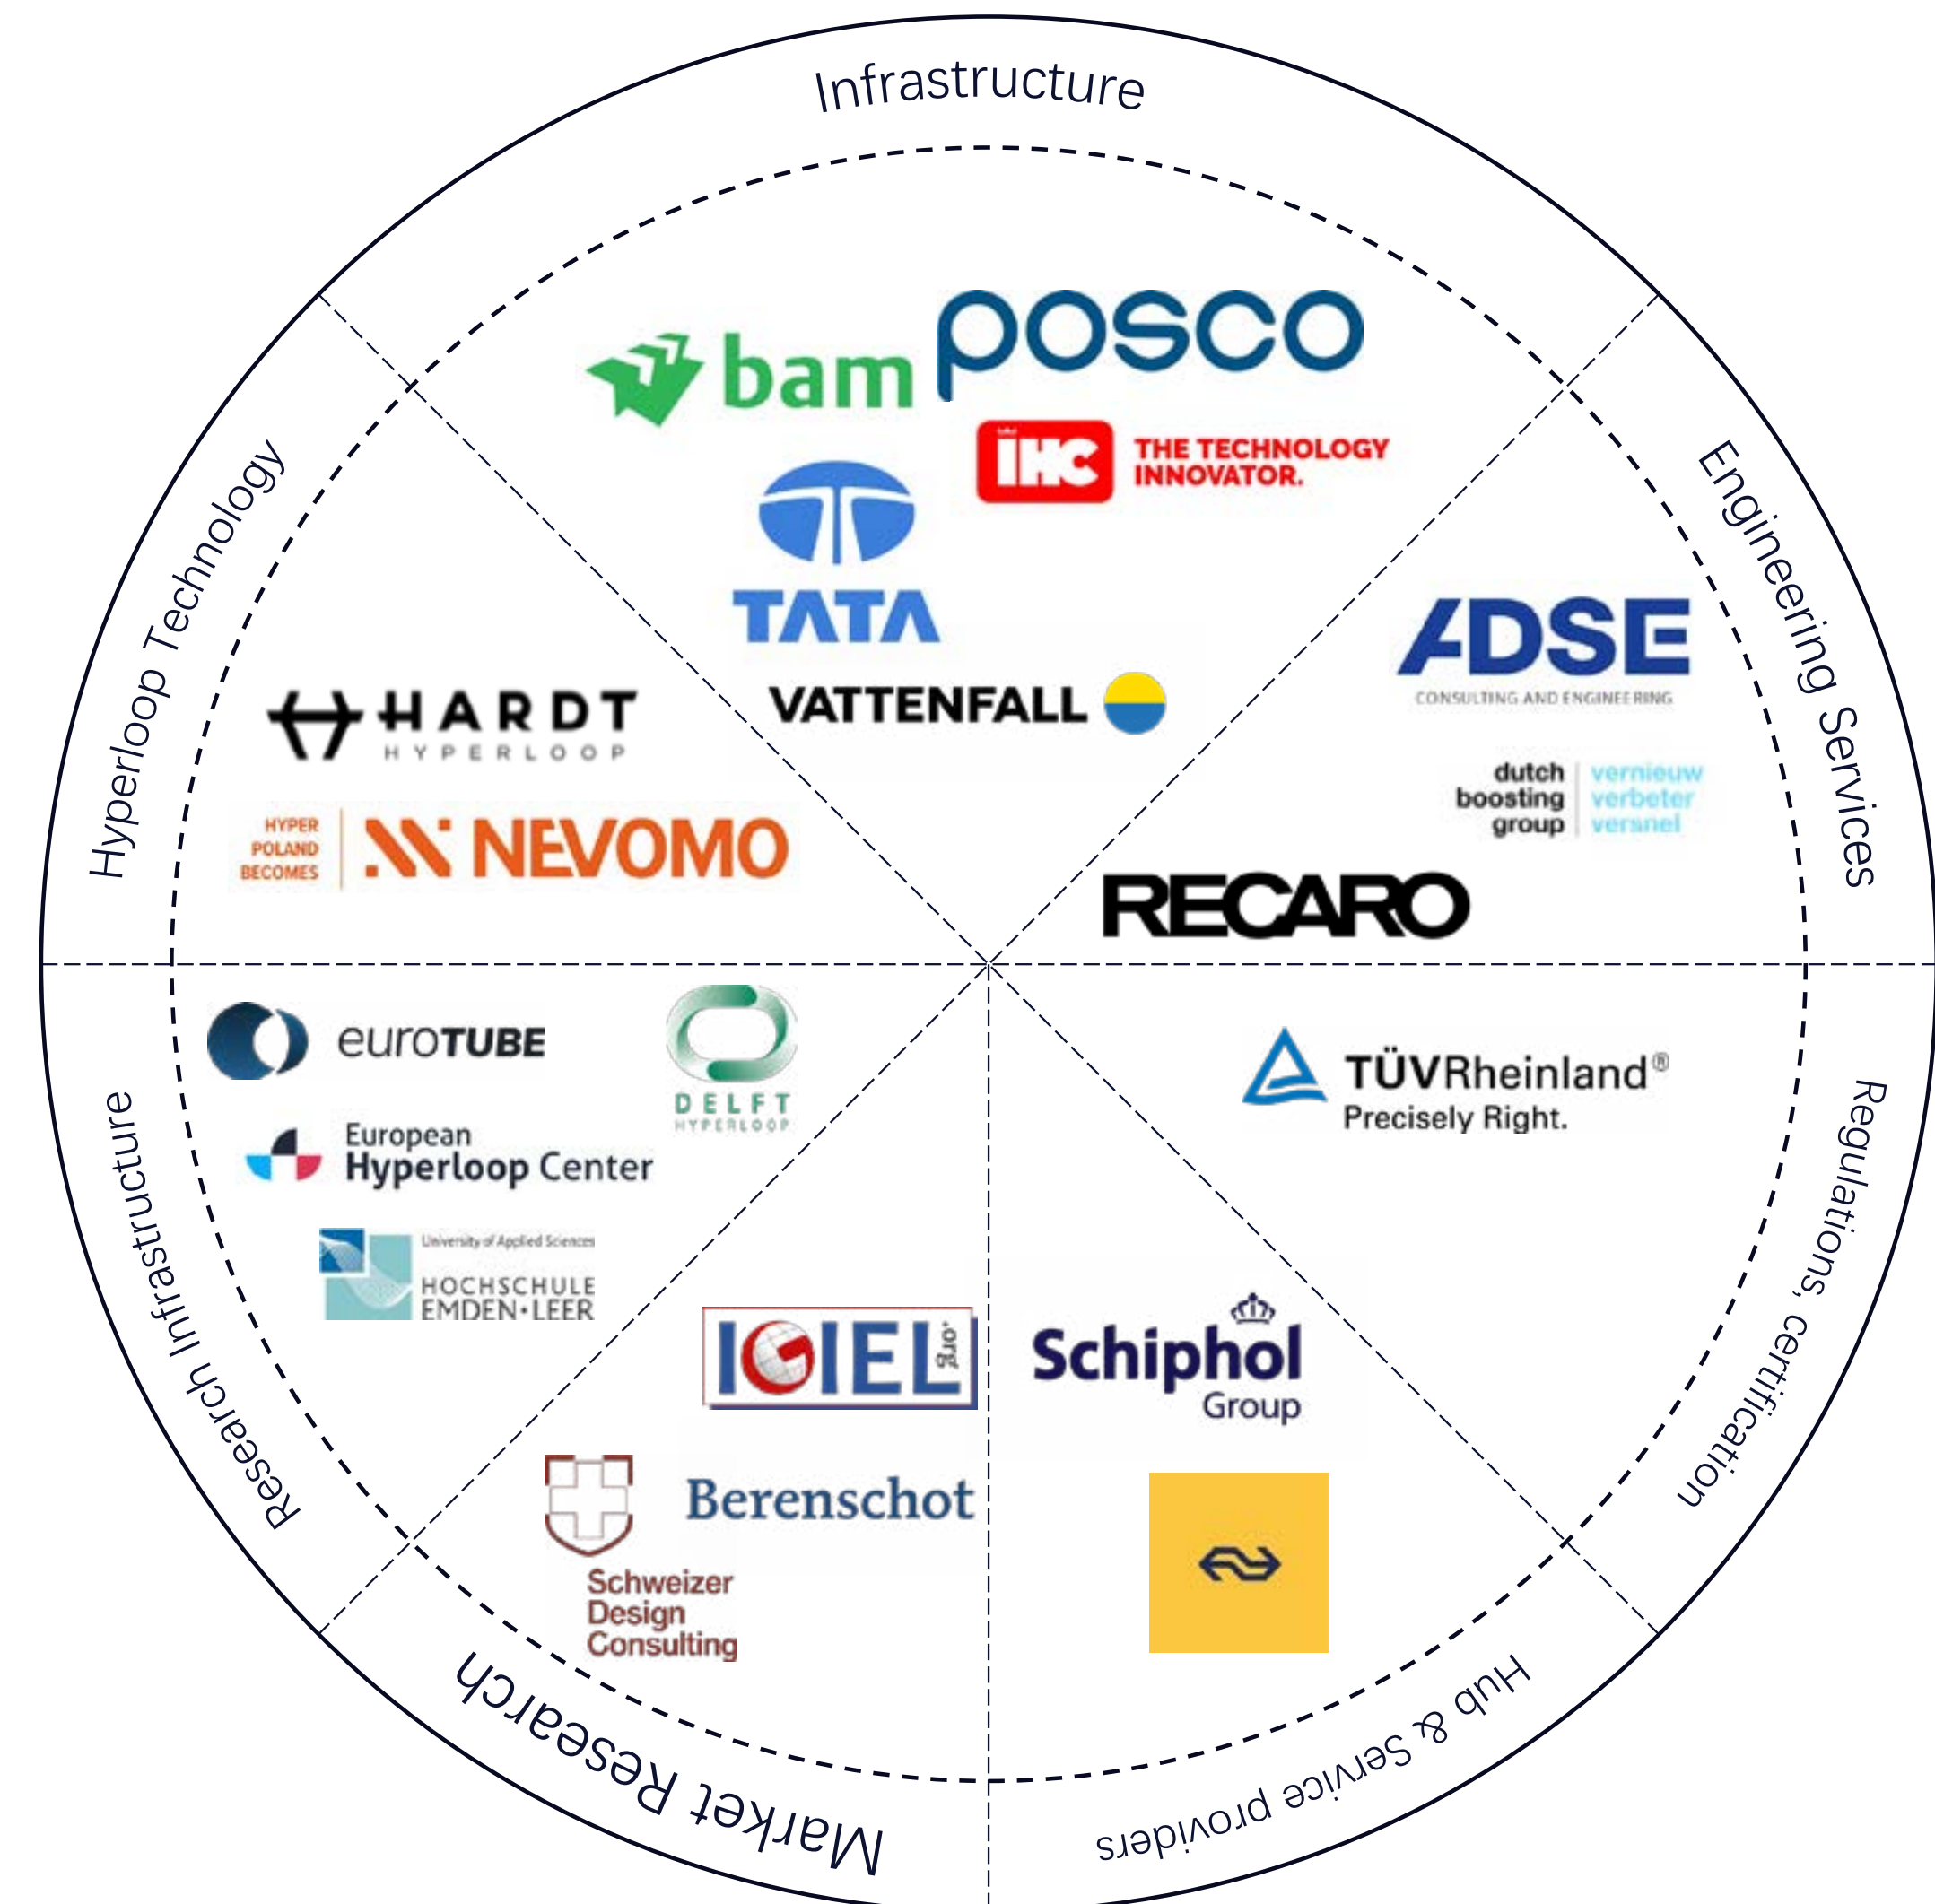 Infrastructure
bam
posco
iHC
THE TECHNOLOGY
INNOVATOR.
TATA
VATTENFALL
Engineering Services
ADSE
CONSULTING AND ENGINEERING
dutch
boosting
group
vernieuw
verbeter
versnel
RECARO
Hyperloop Technology
HARDT
HYPERLOOP
HYPER
POLAND
BECOMES
NEVOMO
Research Infrastructure
euroTUBE
DELFT
HYPERLOOP
European
Hyperloop Center
University of Applied Sciences
HOCHSCHULE
EMDEN•LEER
Regulations, certification
TÜVRheinland®
Precisely Right.
Market Research
IGIEL.org
Schweizer
Design
Consulting
Berenschot
Hub & Service providers
Schiphol
Group